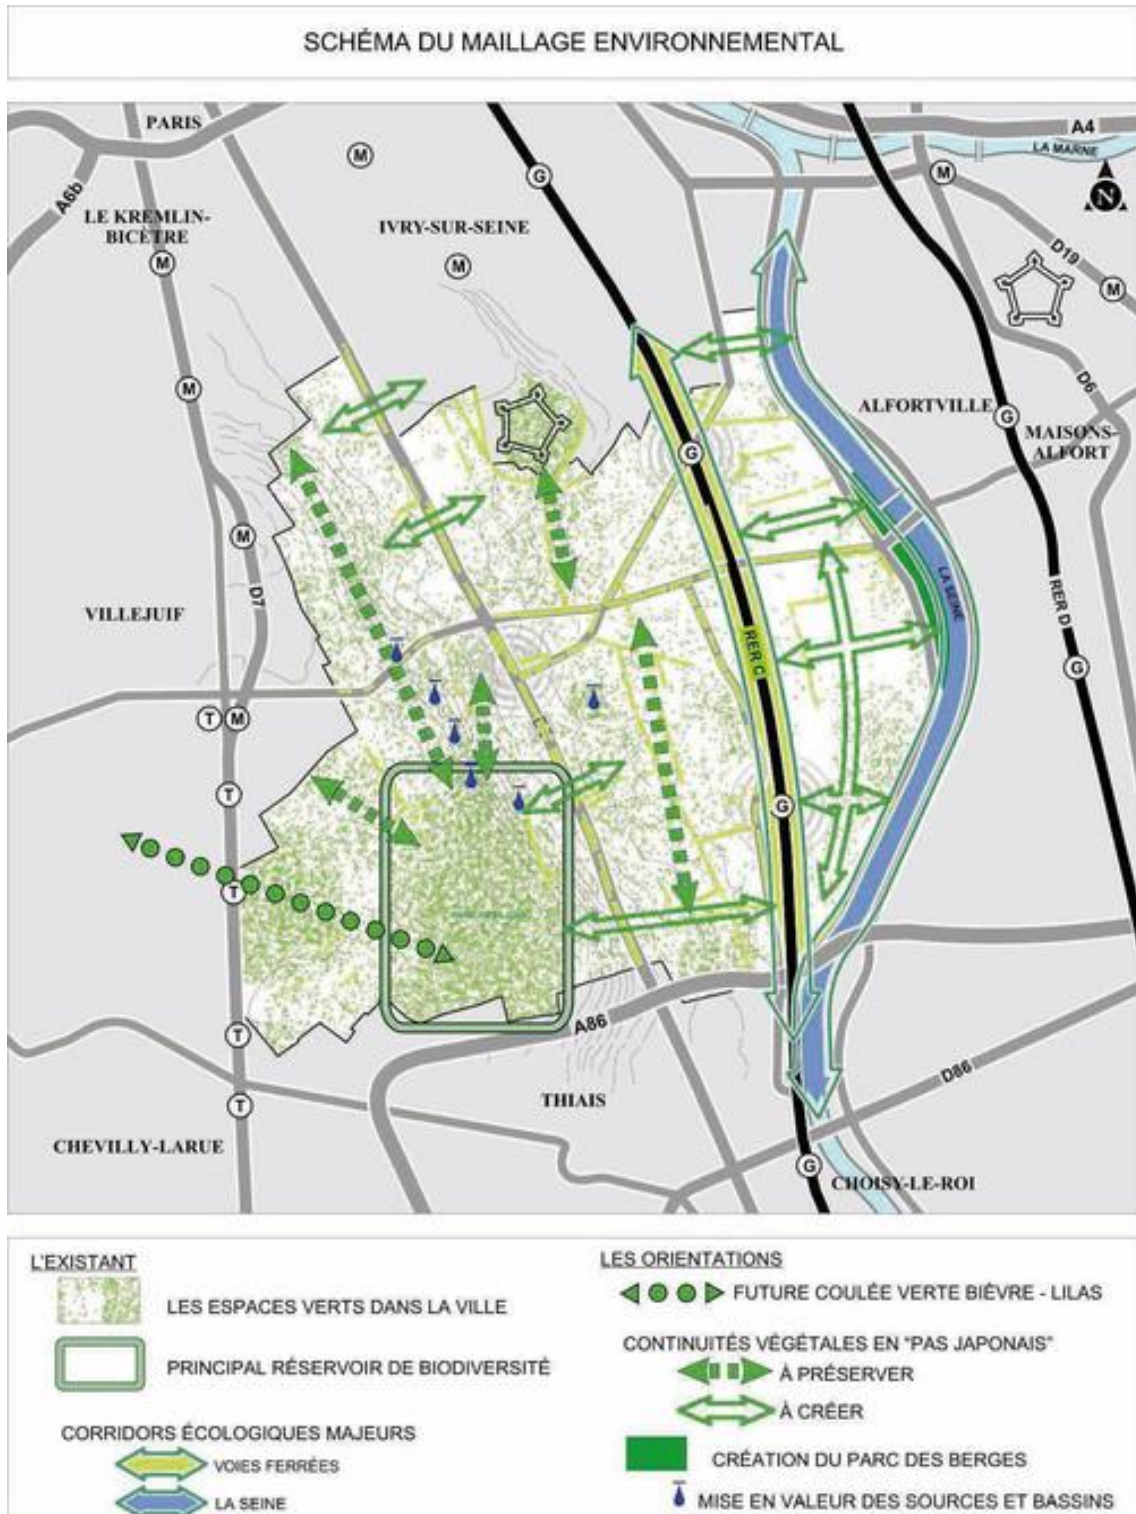 SCHÉMA DU MAILLAGE ENVIRONNEMENTAL
PARIS
A4
LA MARNE
M
G
M
N
A6b
LE KREMLIN-
BICÊTRE
IVRY-SUR-SEINE
M
M
D19
M
M
D6
ALFORTVILLE
G
MAISONS-
ALFORT
G
M
D7
LA SEINE
RER D
VILLEJUIF
RER C
G
T
M
T
G
T
T
A86
D86
T
THIAIS
CHEVILLY-LARUE
G
CHOISY-LE-ROI
L'EXISTANT
LES ESPACES VERTS DANS LA VILLE
PRINCIPAL RÉSERVOIR DE BIODIVERSITÉ
CORRIDORS ÉCOLOGIQUES MAJEURS
VOIES FERRÉES
LA SEINE
LES ORIENTATIONS
FUTURE COULÉE VERTE BIÈVRE - LILAS
CONTINUITÉS VÉGÉTALES EN "PAS JAPONAIS"
À PRÉSERVER
À CRÉER
CRÉATION DU PARC DES BERGES
MISE EN VALEUR DES SOURCES ET BASSINS